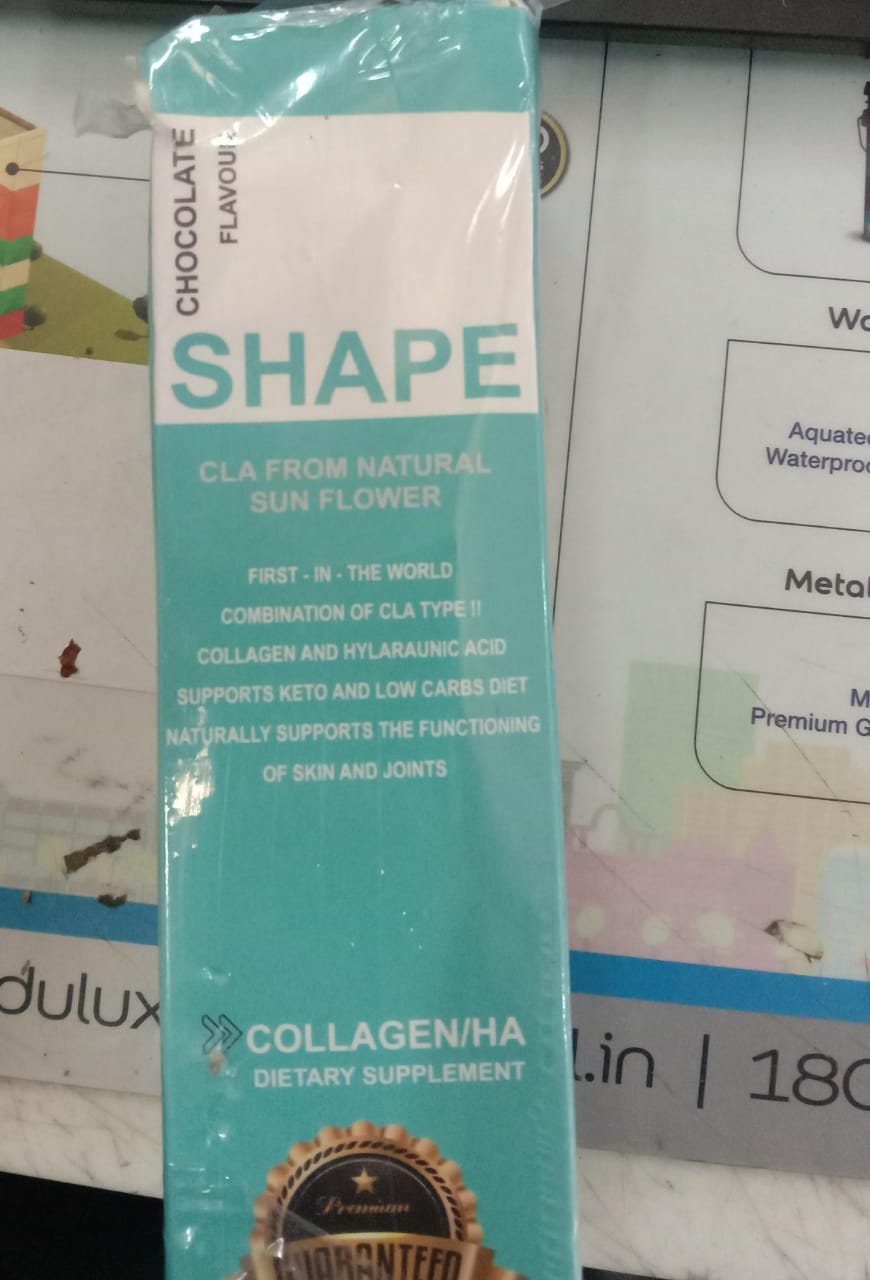 CHOCOLATE
FLAVOUR
SHAPE
CLA FROM NATURAL
SUN FLOWER
FIRST - IN - THE WORLD
COMBINATION OF CLA TYPE !!
COLLAGEN AND HYLARAUNIC ACID
SUPPORTS KETO AND LOW CARBS DIET
NATURALLY SUPPORTS THE FUNCTIONING
OF SKIN AND JOINTS
COLLAGEN/HA
DIETARY SUPPLEMENT
Premium
GUARANTEED
Wo
Aquatec
Waterproo
Metal
M
Premium G
dulux
.in | 180